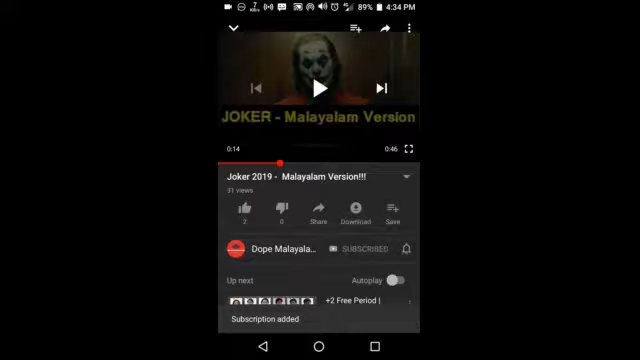 89% 4:34 PM
JOKER - Malayalam Version
0:14 0:46
Joker 2019 - Malayalam Version!!!
31 views
2 0 Share Download Save
Dope Malayala... SUBSCRIBED
Up next Autoplay
+2 Free Period |
Subscription added